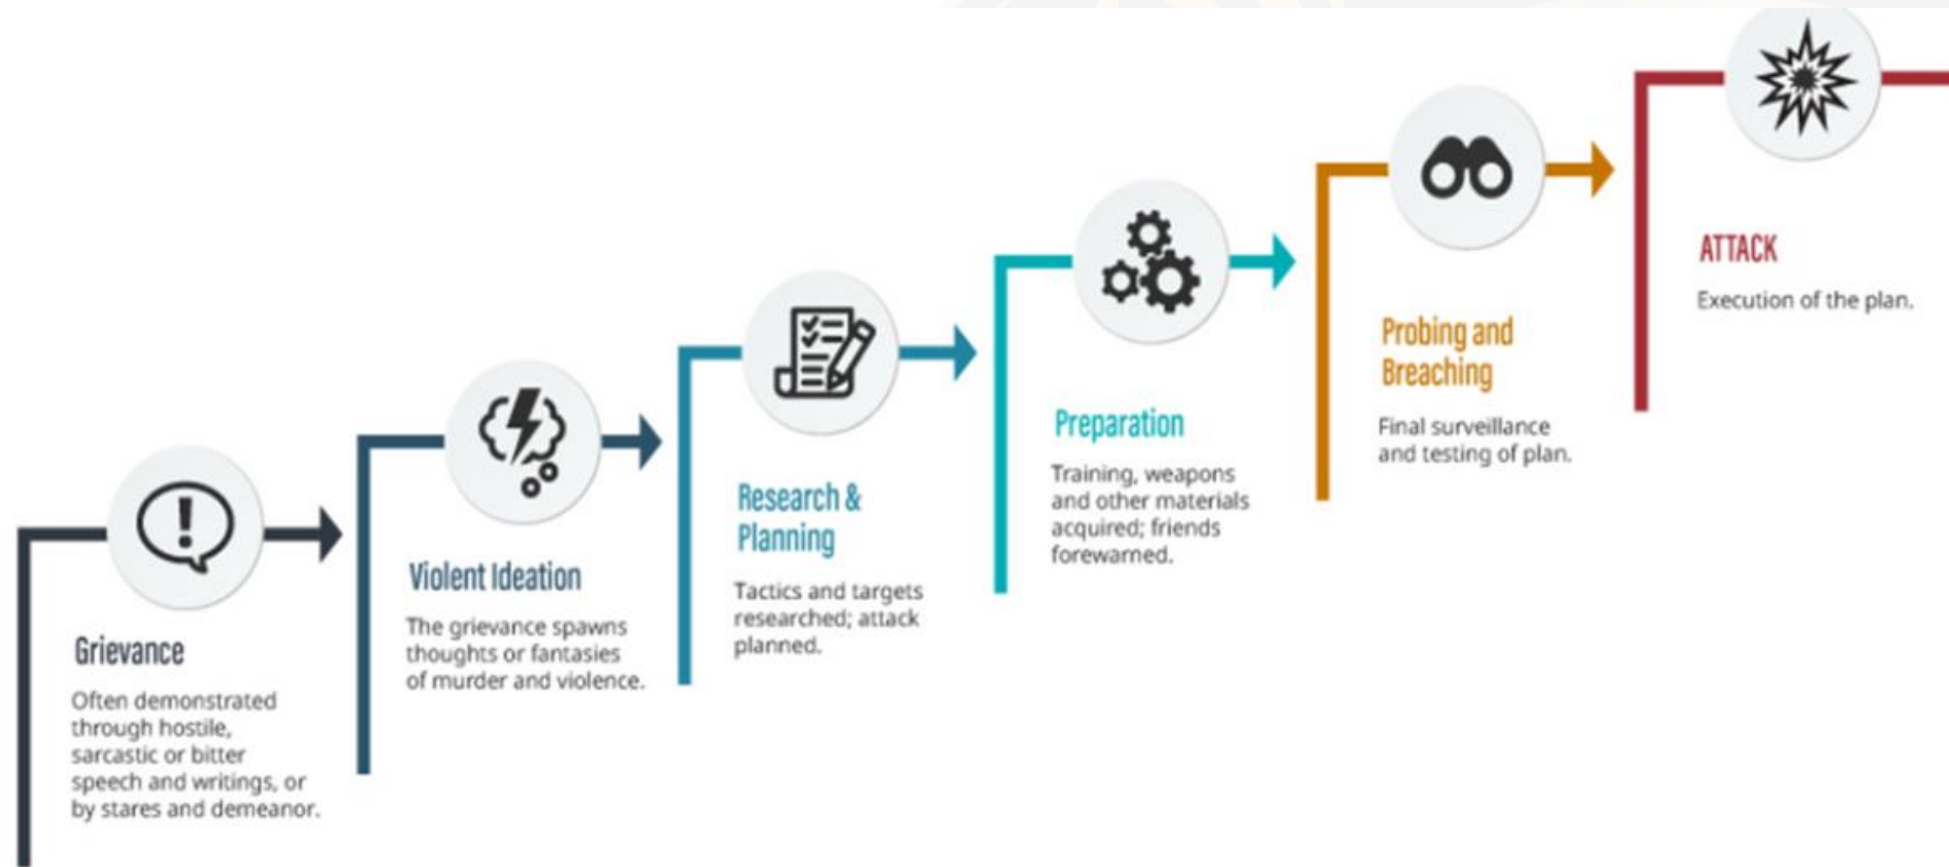 Grievance
Often demonstrated
through hostile,
sarcastic or bitter
speech and writings, or
by stares and demeanor.
Violent Ideation
The grievance spawns
thoughts or fantasies
of murder and violence.
Research &
Planning
Tactics and targets
researched; attack
planned.
Preparation
Training, weapons
and other materials
acquired; friends
forewarned.
Probing and
Breaching
Final surveillance
and testing of plan.
ATTACK
Execution of the plan.